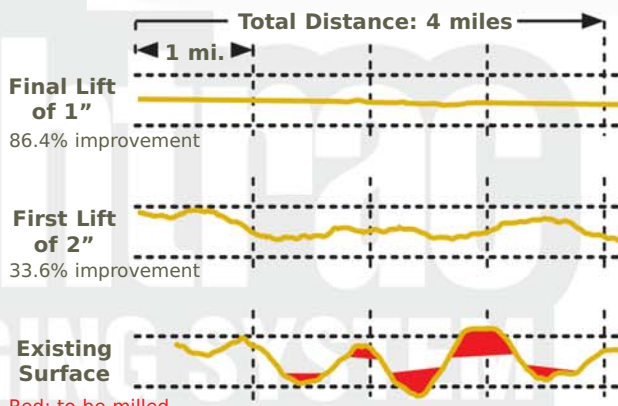 Total Distance: 4 miles
1 mi.
Final Lift
of 1”
86.4% improvement
First Lift
of 2”
33.6% improvement
Existing
Surface
Red: to be milled
SYSTEM